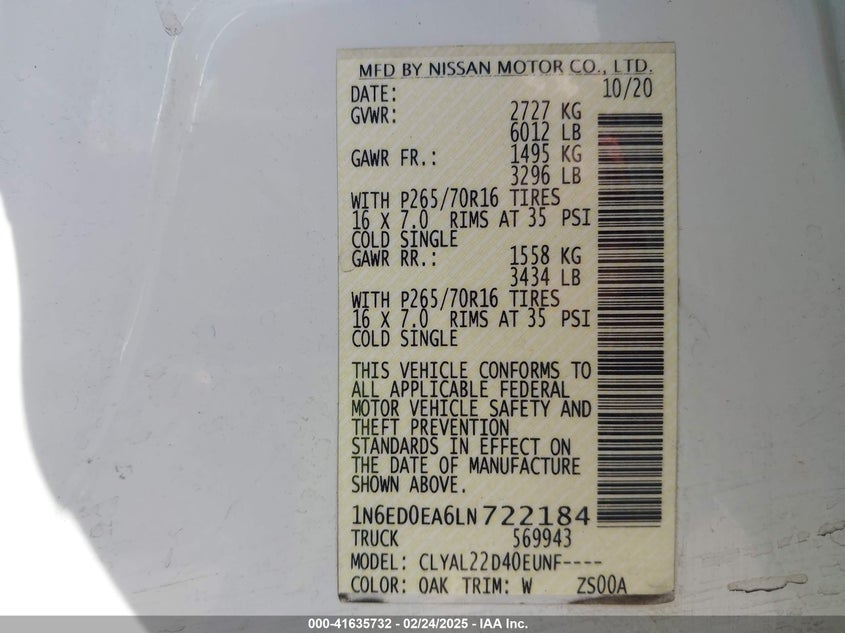 MFD BY NISSAN MOTOR CO., LTD.
DATE: 10/20
GVWR: 2727 KG
6012 LB
GAWR FR.: 1495 KG
3296 LB
WITH P265/70R16 TIRES
16 X 7.0 RIMS AT 35 PSI
COLD SINGLE
GAWR RR.: 1558 KG
3434 LB
WITH P265/70R16 TIRES
16 X 7.0 RIMS AT 35 PSI
COLD SINGLE
THIS VEHICLE CONFORMS TO
ALL APPLICABLE FEDERAL
MOTOR VEHICLE SAFETY AND
THEFT PREVENTION
STANDARDS IN EFFECT ON
THE DATE OF MANUFACTURE
SHOWN ABOVE.
1N6ED0EA6LN722184
TRUCK 569943
MODEL: CLYAL22D40EUNF----
COLOR: QAK TRIM: W ZS00A
000-41635732 - 02/24/2025 - IAA Inc.